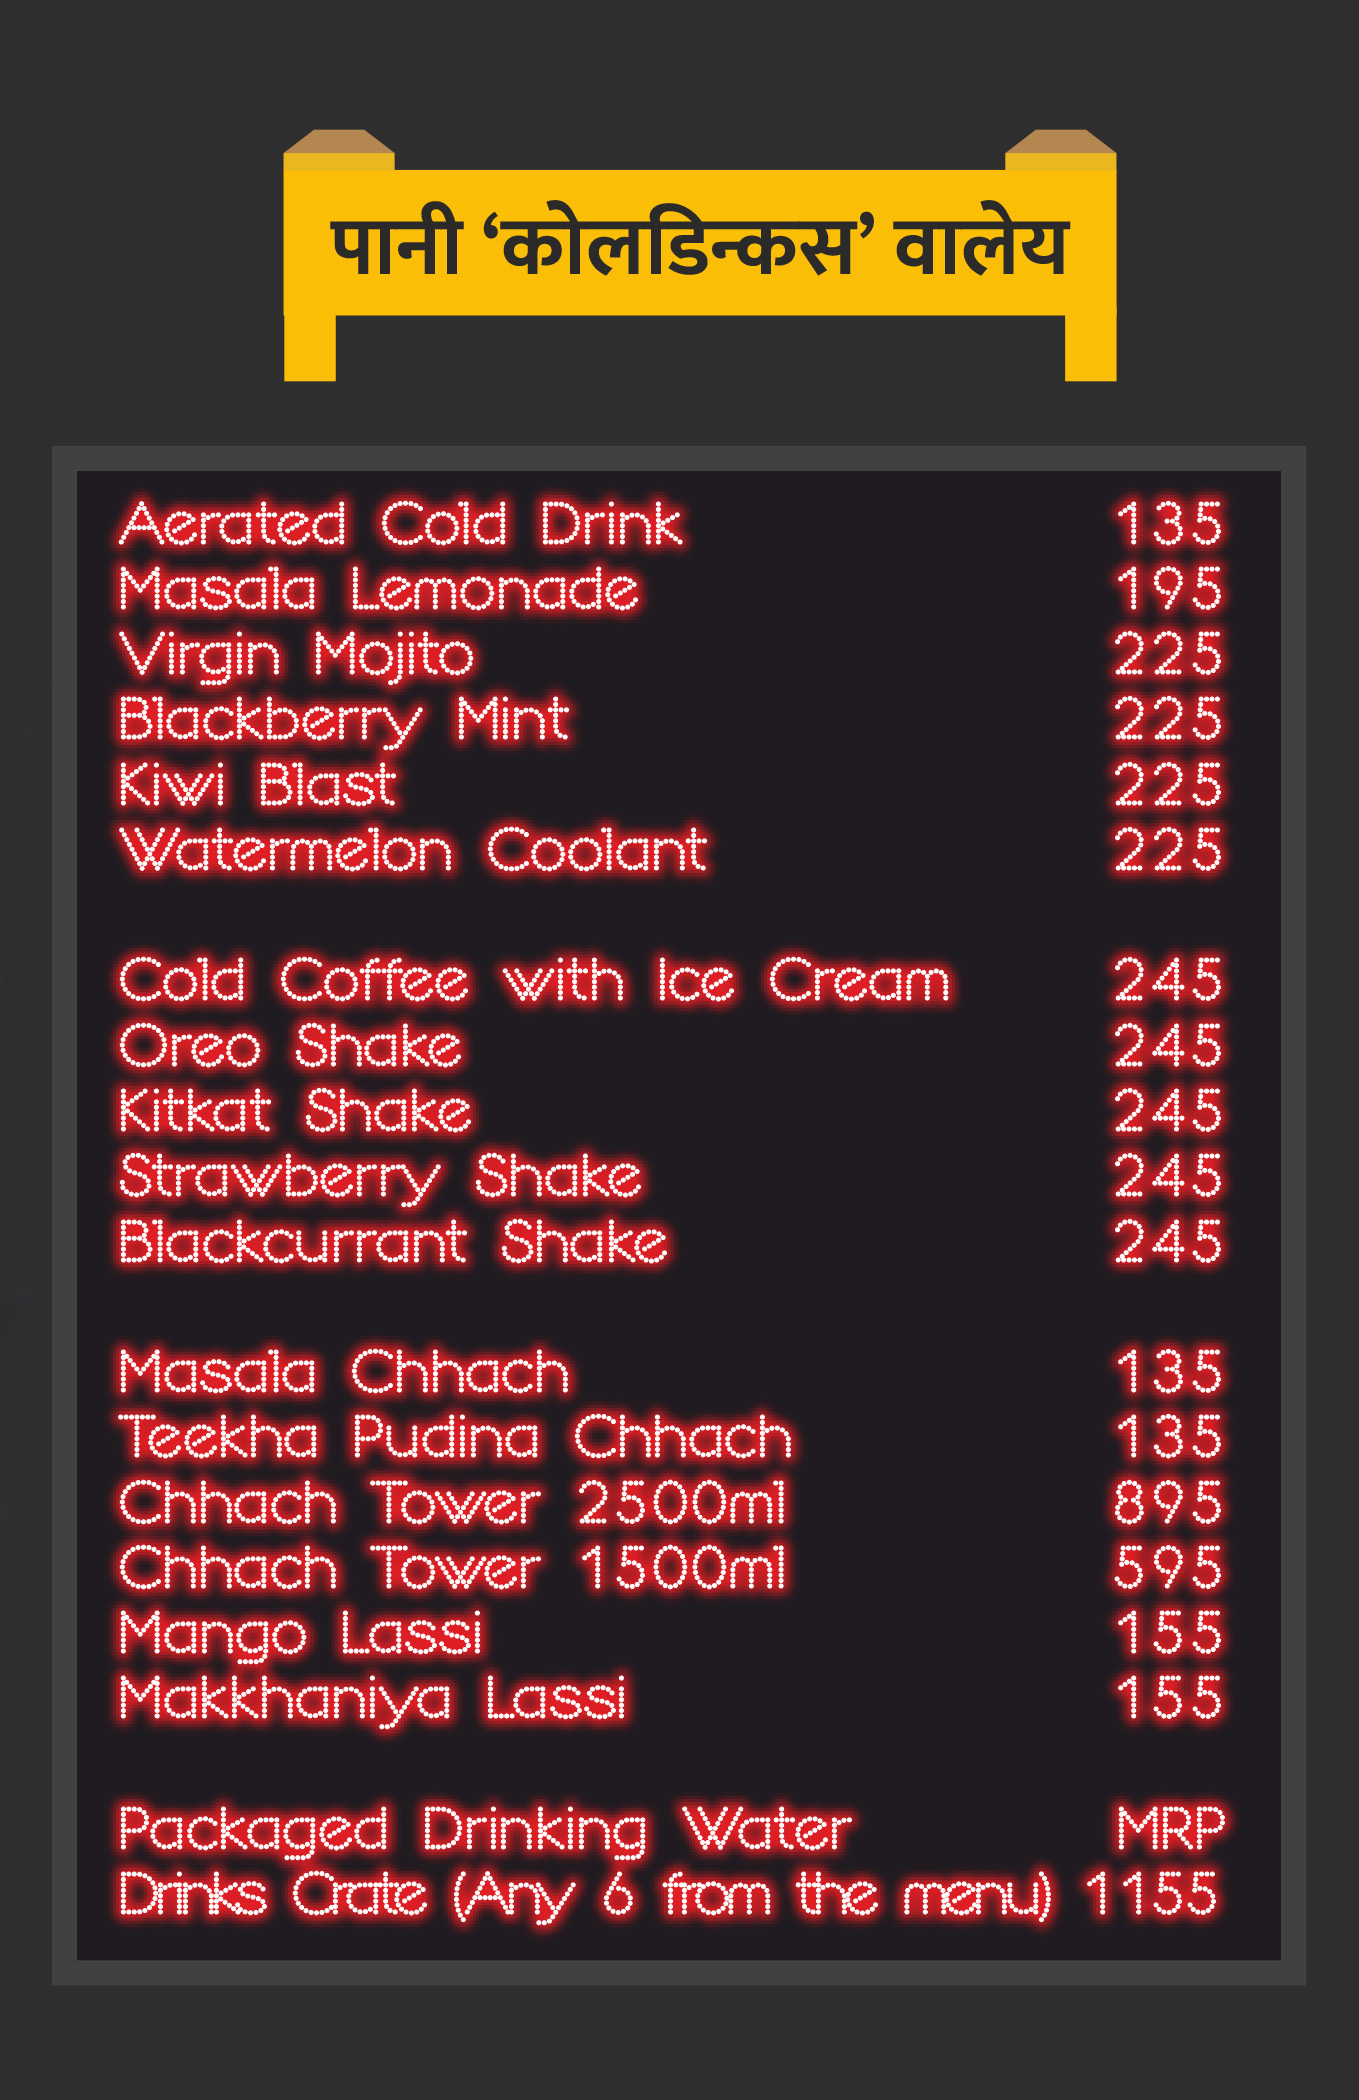 पानी ‘कोलडिन्कस’ वालेय
Aerated Cold Drink 135
Masala Lemonade 195
Virgin Mojito 225
Blackberry Mint 225
Kiwi Blast 225
Watermelon Coolant 225
Cold Coffee with Ice Cream 245
Oreo Shake 245
Kitkat Shake 245
Strawberry Shake 245
Blackcurrant Shake 245
Masala Chhach 135
Teekha Pudina Chhach 135
Chhach Tower 2500ml 895
Chhach Tower 1500ml 595
Mango Lassi 155
Makkhaniya Lassi 155
Packaged Drinking Water MRP
Drinks Crate (Any 6 from the menu) 1155